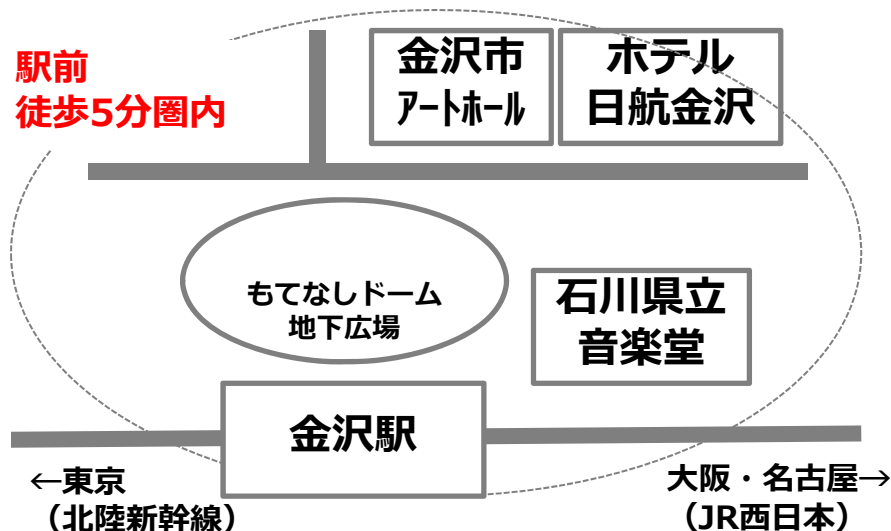 駅前
徒歩5分圏内
金沢市
ｱｰﾄﾎｰﾙ
ホテル
日航金沢
もてなしドーム
地下広場
石川県立
音楽堂
金沢駅
←東京
（北陸新幹線）
大阪・名古屋→
（JR西日本）